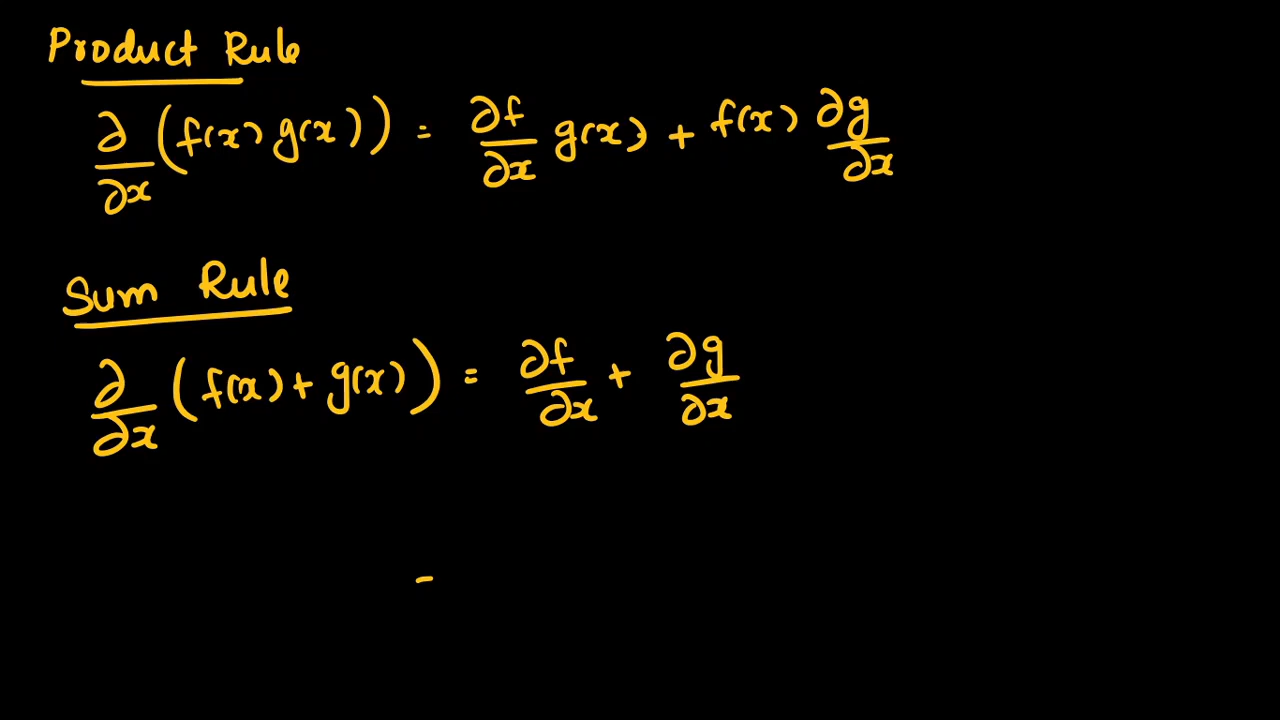 Product Rule
∂/∂x (f(x) g(x)) = ∂f/∂x g(x) + f(x) ∂g/∂x
Sum Rule
∂/∂x (f(x) + g(x)) = ∂f/∂x + ∂g/∂x
-